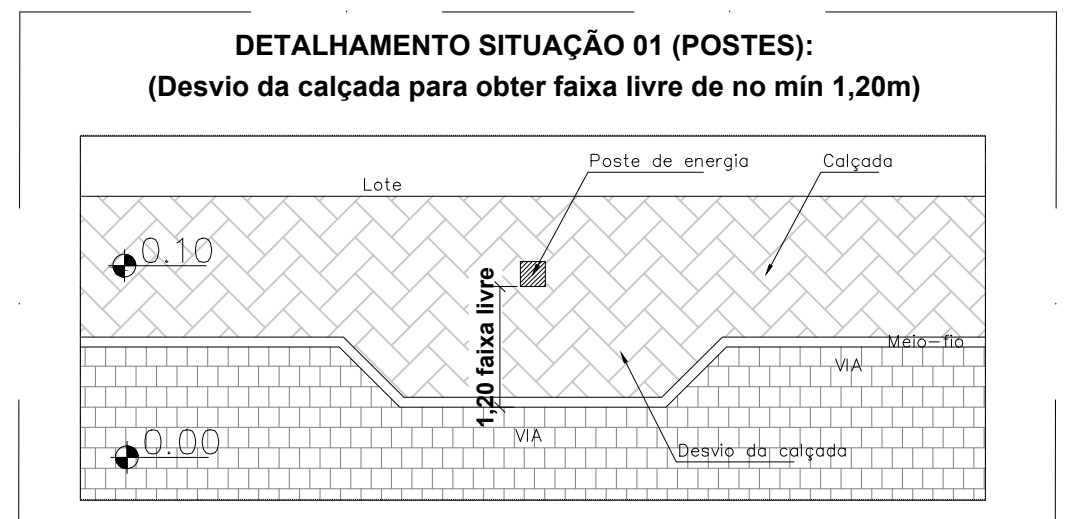 DETALHAMENTO SITUAÇÃO 01 (POSTES):
(Desvio da calçada para obter faixa livre de no mín 1,20m)
Poste de energia
Calçada
Lote
0.10
1,20 faixa livre
Meio-fio
VIA
VIA
0.00
Desvio da calçada